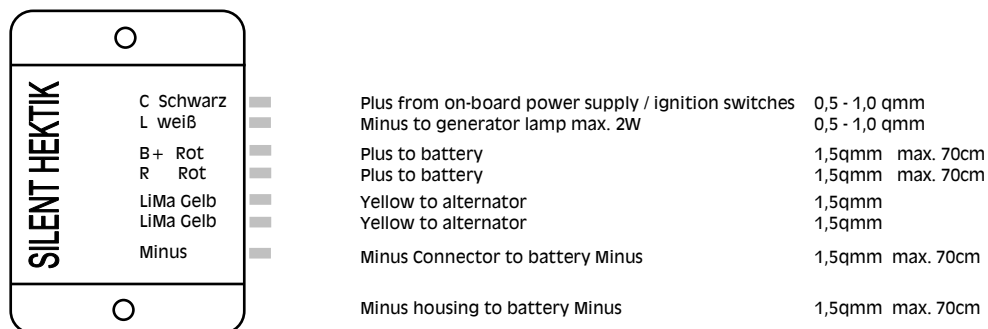 SILENT HEKTIK
C Schwarz Plus from on-board power supply / ignition switches 0,5 - 1,0 qmm
L weiß Minus to generator lamp max. 2W 0,5 - 1,0 qmm
B+ Rot Plus to battery 1,5qmm max. 70cm
R Rot Plus to battery 1,5qmm max. 70cm
LiMa Gelb Yellow to alternator 1,5qmm
LiMa Gelb Yellow to alternator 1,5qmm
Minus Minus Connector to battery Minus 1,5qmm max. 70cm
Minus housing to battery Minus 1,5qmm max. 70cm